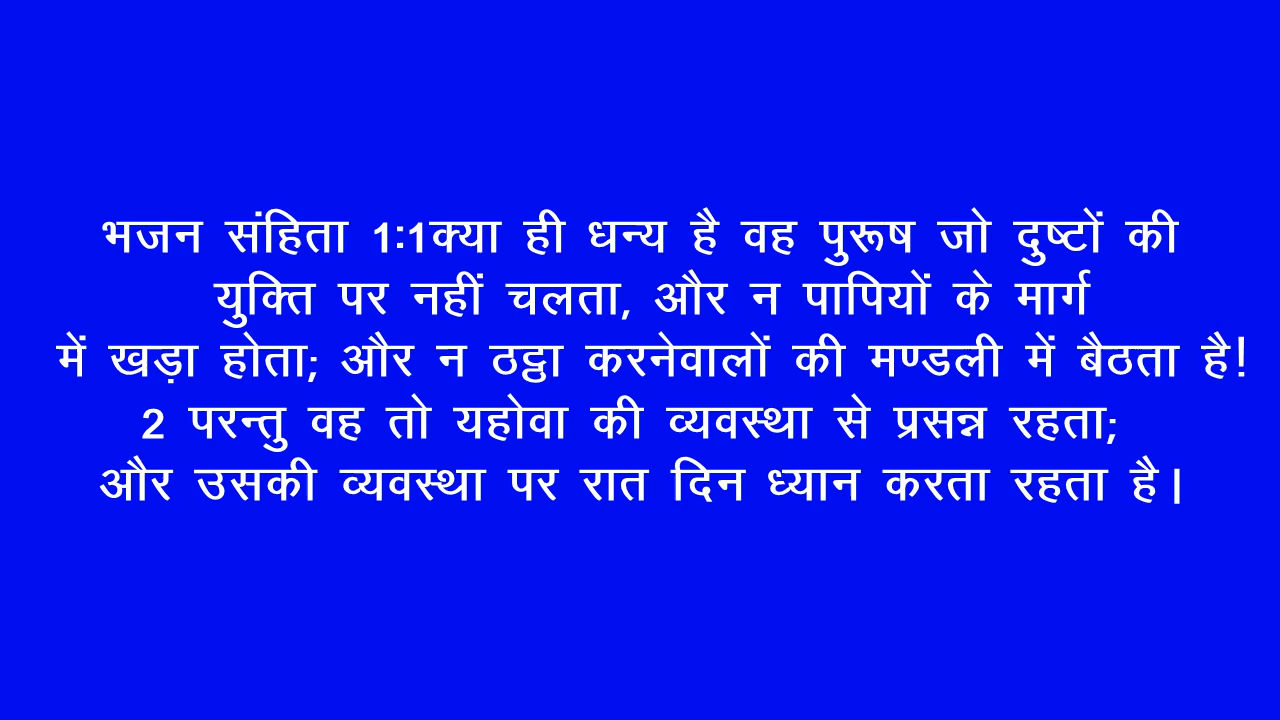 भजन संहिता 1:1क्या ही धन्य है वह पुरूष जो दुष्टों की
युक्ति पर नहीं चलता, और न पापियों के मार्ग
में खड़ा होता; और न ठट्ठा करनेवालों की मण्डली में बैठता है!
2 परन्तु वह तो यहोवा की व्यवस्था से प्रसन्न रहता;
और उसकी व्यवस्था पर रात दिन ध्यान करता रहता है।